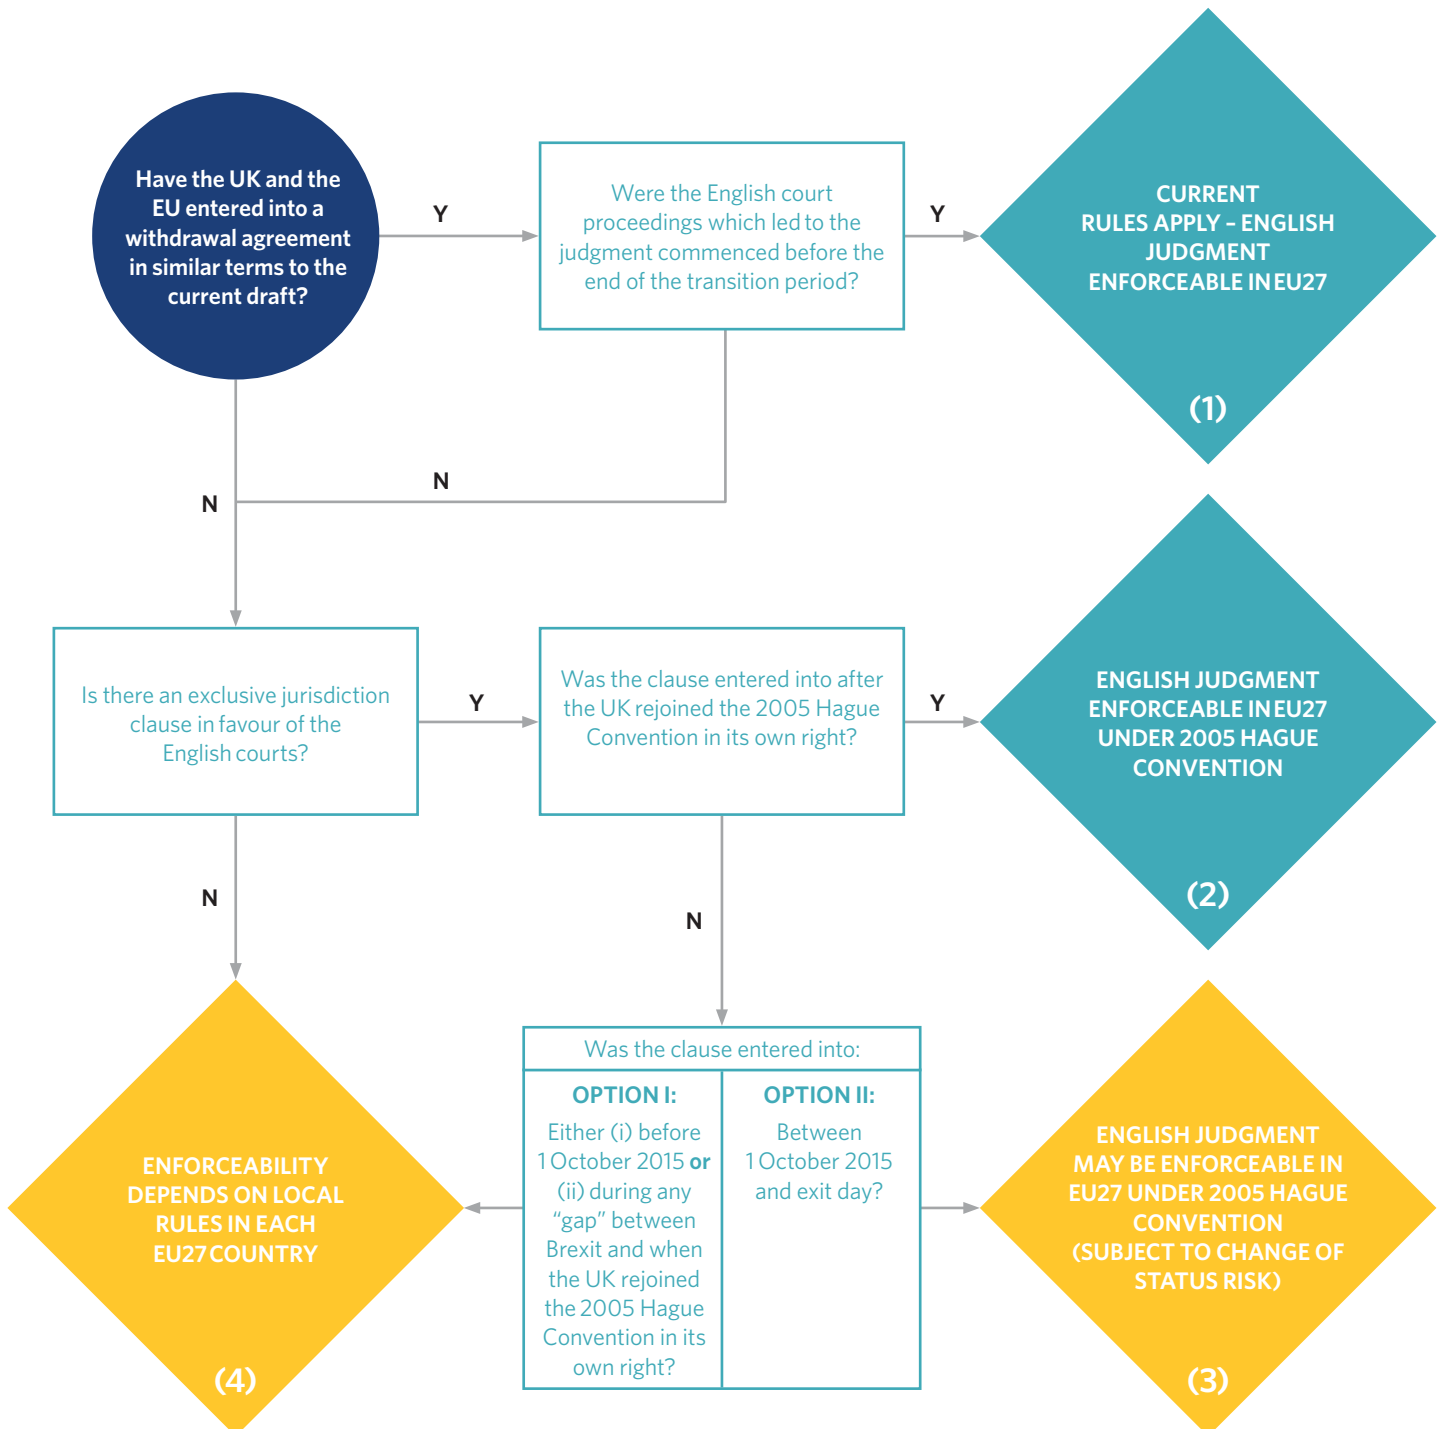 Have the UK and the
EU entered into a
withdrawal agreement
in similar terms to the
current draft?
Y
Were the English court
proceedings which led to the
judgment commenced before the
end of the transition period?
Y
CURRENT
RULES APPLY – ENGLISH
JUDGMENT
ENFORCEABLE IN EU27
(1)
N
N
Is there an exclusive jurisdiction
clause in favour of the
English courts?
Y
Was the clause entered into after
the UK rejoined the 2005 Hague
Convention in its own right?
Y
ENGLISH JUDGMENT
ENFORCEABLE IN EU27
UNDER 2005 HAGUE
CONVENTION
(2)
N
N
ENFORCEABILITY
DEPENDS ON LOCAL
RULES IN EACH
EU27 COUNTRY
(4)
Was the clause entered into:
OPTION I:
Either (i) before
1 October 2015 or
(ii) during any
“gap” between
Brexit and when
the UK rejoined
the 2005 Hague
Convention in its
own right?
OPTION II:
Between
1 October 2015
and exit day?
ENGLISH JUDGMENT
MAY BE ENFORCEABLE IN
EU27 UNDER 2005 HAGUE
CONVENTION
(SUBJECT TO CHANGE OF
STATUS RISK)
(3)